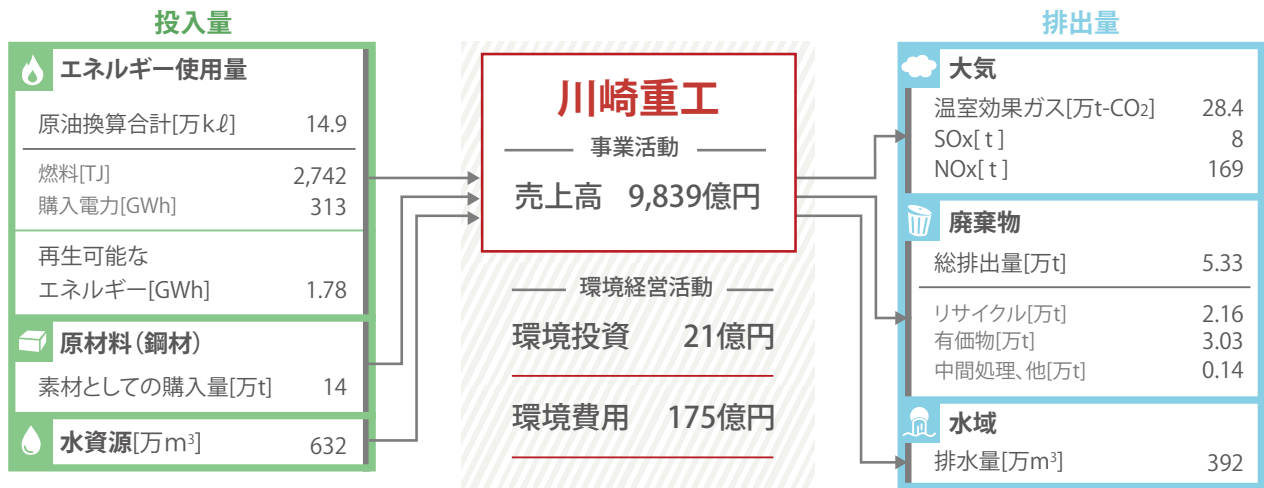 投入量
エネルギー使用量
原油換算合計[万kℓ] 14.9
燃料[TJ] 2,742
購入電力[GWh] 313
再生可能な
エネルギー[GWh] 1.78
原材料（鋼材）
素材としての購入量[万t] 14
水資源[万m³] 632
川崎重工
事業活動
売上高 9,839億円
環境経営活動
環境投資 21億円
環境費用 175億円
排出量
大気
温室効果ガス[万t-CO₂] 28.4
SOx[ t ] 8
NOx[ t ] 169
廃棄物
総排出量[万t] 5.33
リサイクル[万t] 2.16
有価物[万t] 3.03
中間処理、他[万t] 0.14
水域
排水量[万m³] 392